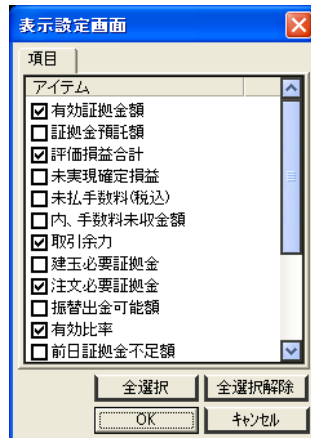 表示設定画面
項目
アイテム
有効証拠金額
証拠金預託額
評価損益合計
未実現確定損益
未払手数料(税込)
内、手数料未収金額
取引余力
建玉必要証拠金
注文必要証拠金
振替出金可能額
有効比率
前日証拠金不足額
全選択
全選択解除
OK
キャンセル